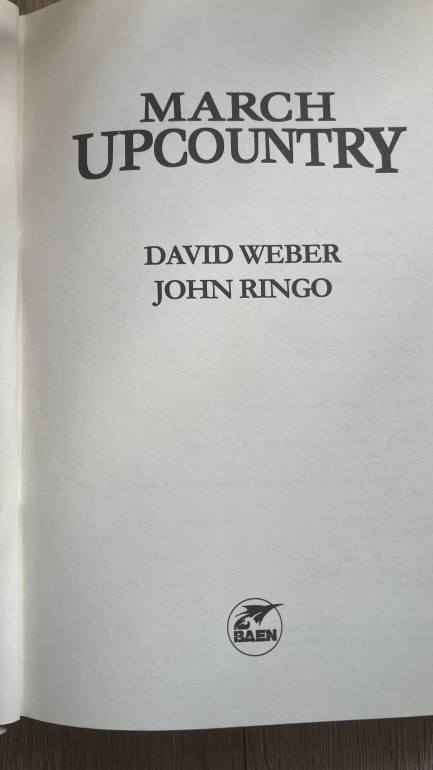 MARCH
UPCOUNTRY
DAVID WEBER
JOHN RINGO
BAEN